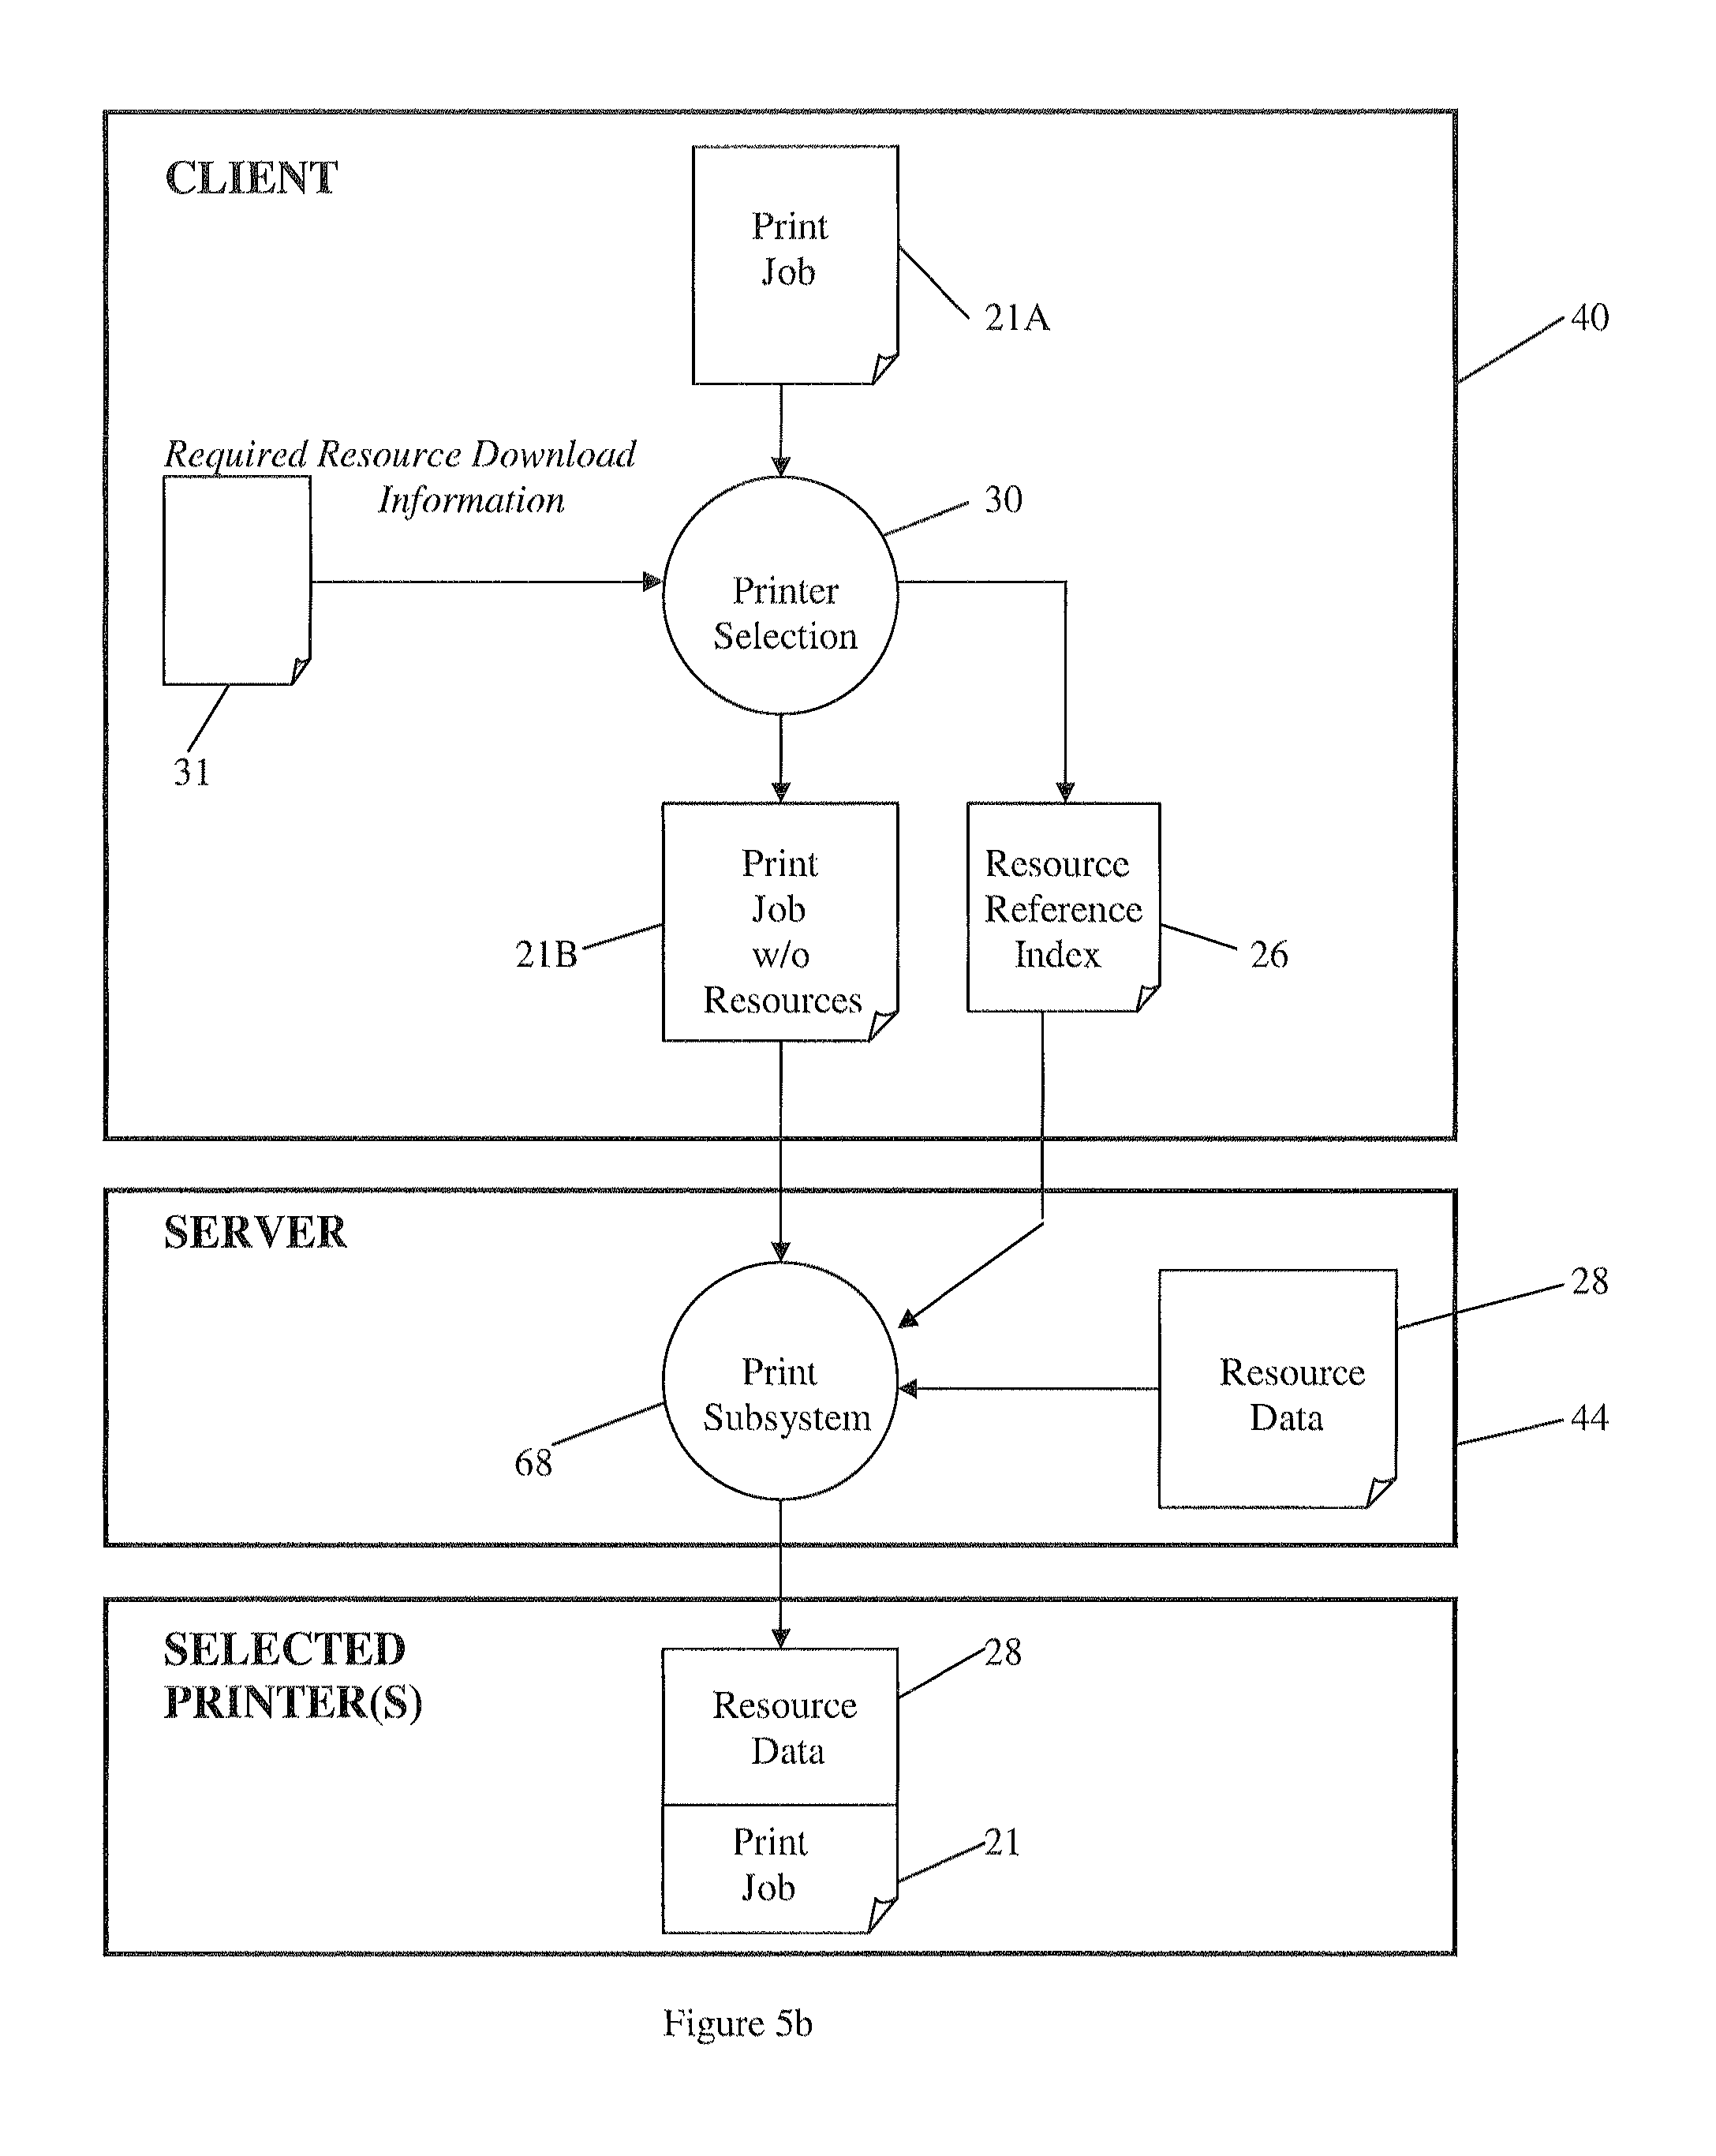 CLIENT
Print
Job
21A
40
Required Resource Download
Information
30
Printer
Selection
31
Print
Job
w/o
Resources
21B
Resource
Reference
Index
26
SERVER
28
Print
Subsystem
Resource
Data
44
68
SELECTED
PRINTER(S)
28
Resource
Data
Print
Job
21
Figure 5b